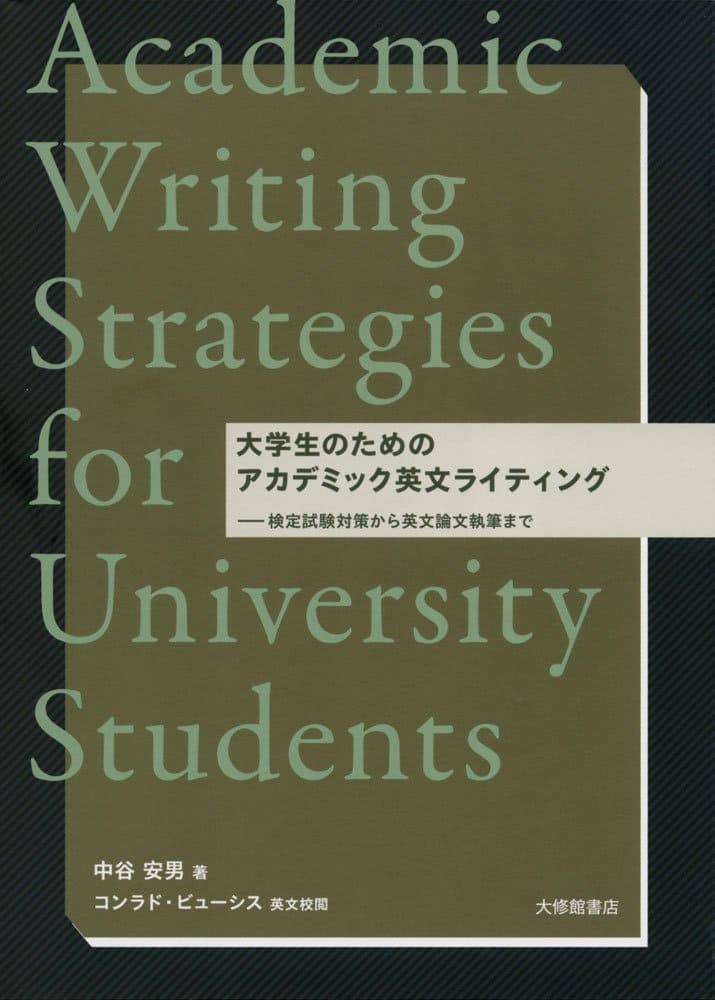 Academic
Writing
Strategies
for
University
Students
大学生のための
アカデミック英文ライティング
――検定試験対策から英文論文執筆まで
中谷 安男 著
コンラド・ビューシス 英文校閲
大修館書店